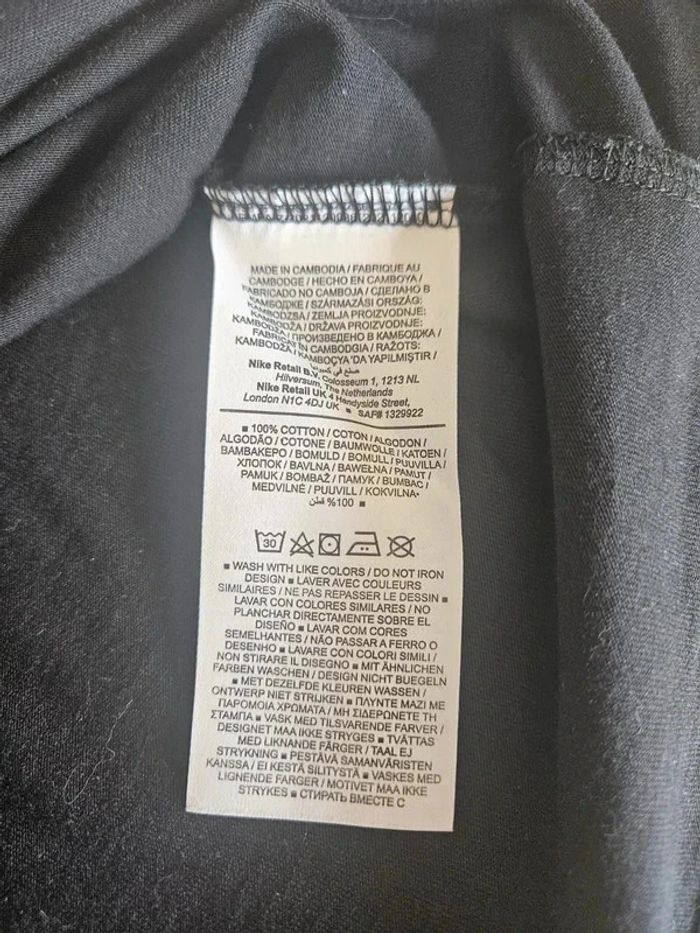 MADE IN CAMBODIA / FABRIQUE AU
CAMBODGE / HECHO EN CAMBOYA /
FABRICADO NO CAMBOJA / СДЕЛАНО В
КАМБОДЖЕ / SZÁRMAZÁSI ORSZÁG:
KAMBODZSA / ZEMLJA PROIZVODNJE:
KAMBODŽA / DRŽAVA PROIZVODNJE:
KAMBODŽA / ПРОИЗВЕДЕНО В КАМБОДЖА /
FABRICAT IN CAMBODGIA / RAŽOTS:
KAMBODŽĀ / KAMBOÇYA 'DA YAPILMIŞTIR /
صنع في كمبوديا
Nike Retail B.V. Colosseum 1, 1213 NL
Hilversum, The Netherlands
Nike Retail UK 4 Handyside Street,
London N1C 4DJ UK ■ SAF# 1329922
■ 100% COTTON / COTON / ALGODON /
ALGODÃO / COTONE / BAUMWOLLE / KATOEN /
ΒΑΜΒΑΚΕΡΟ / BOMULD / BOMULL / PUUVILLA /
ХЛОПОК / BAVLNA / BAWEŁNA / PAMUT /
PAMUK / BOMBAŽ / ПАМУК / BUMBAC /
MEDVILNĖ / PUUVILL / KOKVILNA
%100 قطن ■
30
■ WASH WITH LIKE COLORS / DO NOT IRON
DESIGN ■ LAVER AVEC COULEURS
SIMILAIRES / NE PAS REPASSER LE DESSIN ■
LAVAR CON COLORES SIMILARES / NO
PLANCHAR DIRECTAMENTE SOBRE EL
DISEÑO ■ LAVAR COM CORES
SEMELHANTES / NÃO PASSAR A FERRO O
DESENHO ■ LAVARE CON COLORI SIMILI /
NON STIRARE IL DISEGNO ■ MIT ÄHNLICHEN
FARBEN WASCHEN / DESIGN NICHT BUEGELN
■ MET DEZELFDE KLEUREN WASSEN /
ONTWERP NIET STRIJKEN ■ ΠΛΥΝΤΕ ΜΑΖΙ ΜΕ
ΠΑΡΟΜΟΙΑ ΧΡΩΜΑΤΑ / ΜΗ ΣΙΔΕΡΩΝΕΤΕ ΤΗ
ΣΤΑΜΠΑ ■ VASK MED TILSVARENDE FARVER /
DESIGNET MAA IKKE STRYGES ■ TVÄTTAS
MED LIKNANDE FÄRGER / TAAL EJ
STRYKNING ■ PESTÄVÄ SAMANVÄRISTEN
KANSSA / EI KESTÄ SILITYSTÄ ■ VASKES MED
LIGNENDE FARGER / MOTIVET MAA IKKE
STRYKES ■ СТИРАТЬ ВМЕСТЕ С